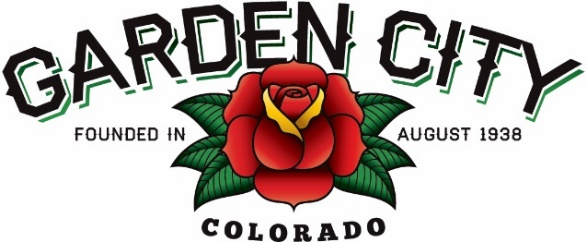 GARDEN CITY
FOUNDED IN AUGUST 1938
COLORADO